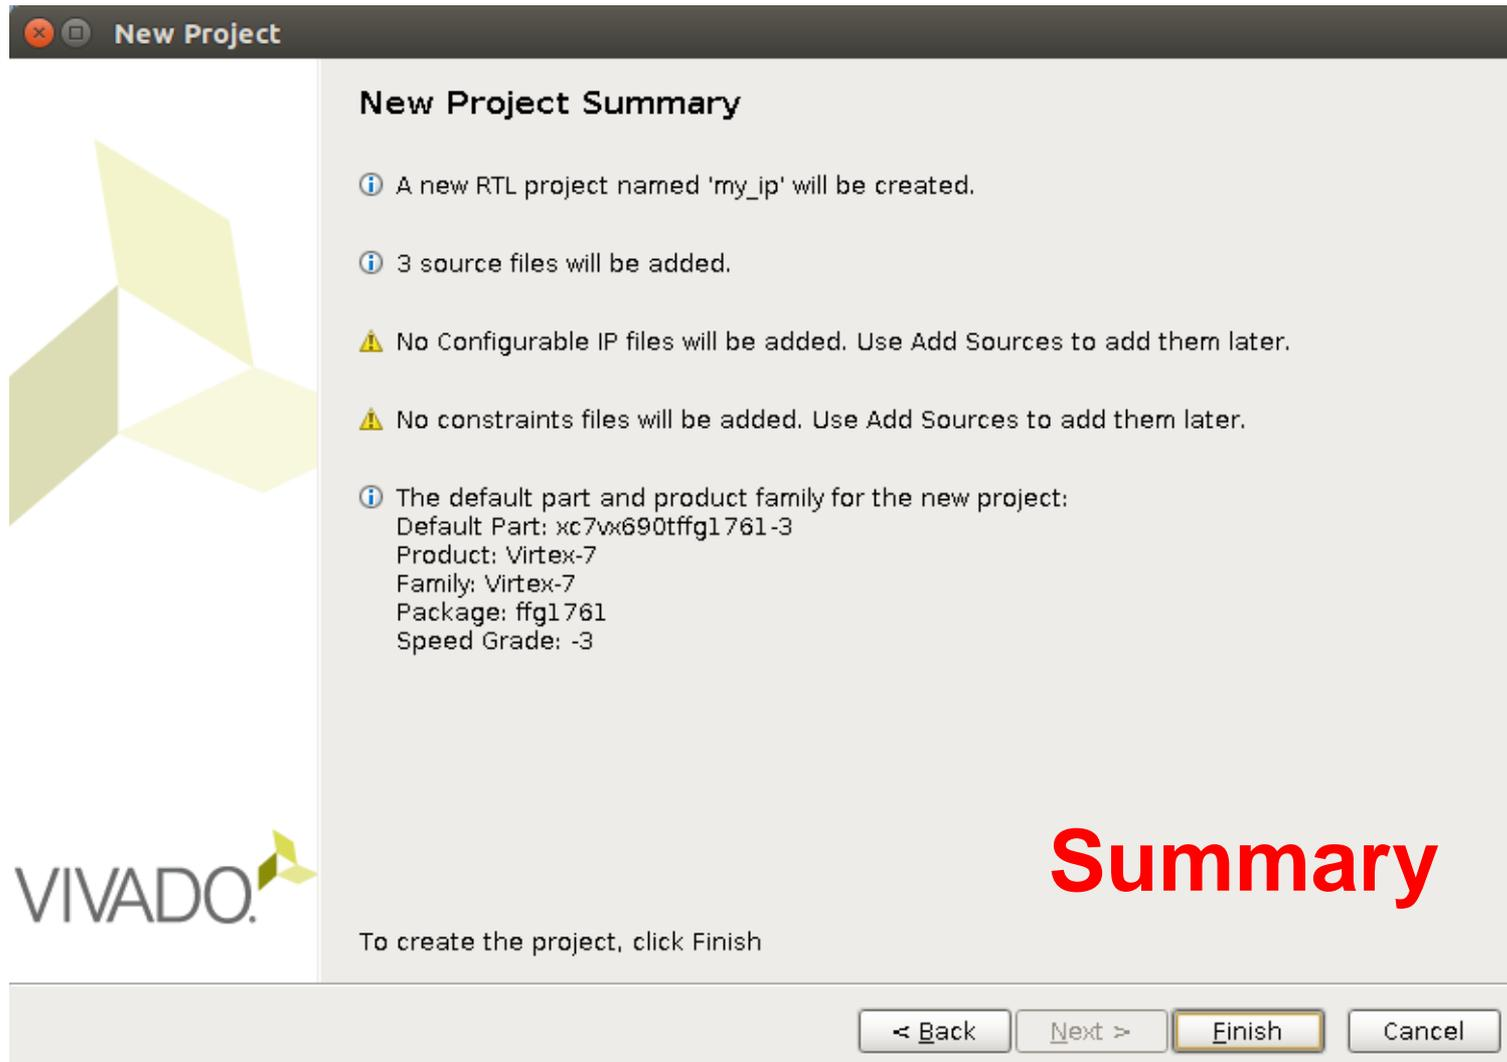 New Project
New Project Summary
A new RTL project named 'my_ip' will be created.
3 source files will be added.
No Configurable IP files will be added. Use Add Sources to add them later.
No constraints files will be added. Use Add Sources to add them later.
The default part and product family for the new project:
Default Part: xc7vx690tffg1761-3
Product: Virtex-7
Family: Virtex-7
Package: ffg1761
Speed Grade: -3
Summary
VIVADO.
To create the project, click Finish
< Back
Next >
Finish
Cancel